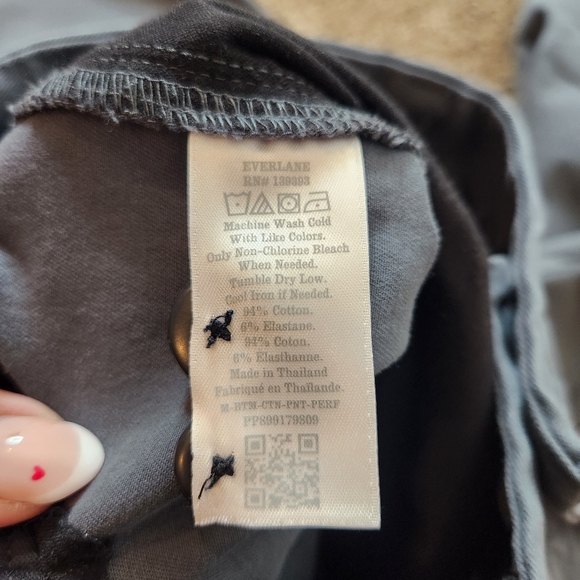 EVERLANE
RN# 139303
Machine Wash Cold
With Like Colors.
Only Non-Chlorine Bleach
When Needed.
Tumble Dry Low.
Cool Iron if Needed.
94% Cotton.
6% Elastane.
94% Coton.
6% Elasthanne.
Made in Thailand
Fabriqué en Thaïlande.
M-BTM-CTN-PNT-PERF
PP899179809